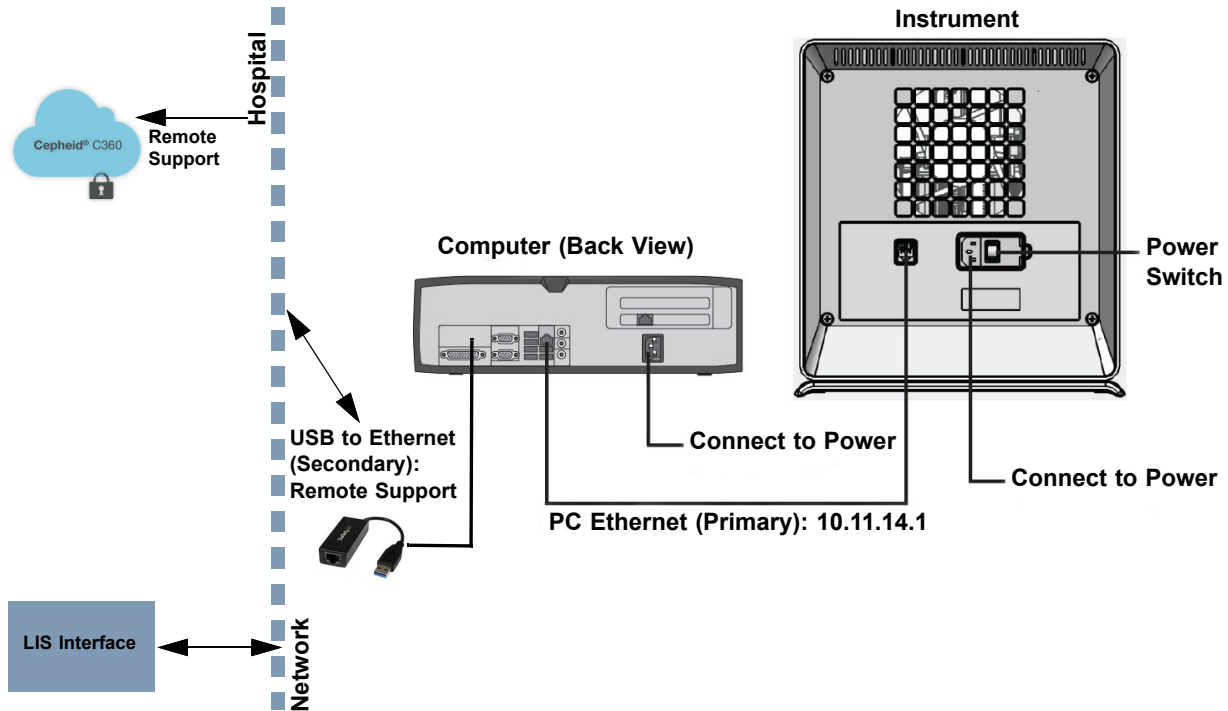 Instrument
Hospital
Cepheid® C360
Remote
Support
Computer (Back View)
Power
Switch
USB to Ethernet
(Secondary):
Remote Support
Connect to Power
Connect to Power
PC Ethernet (Primary): 10.11.14.1
LIS Interface
Network